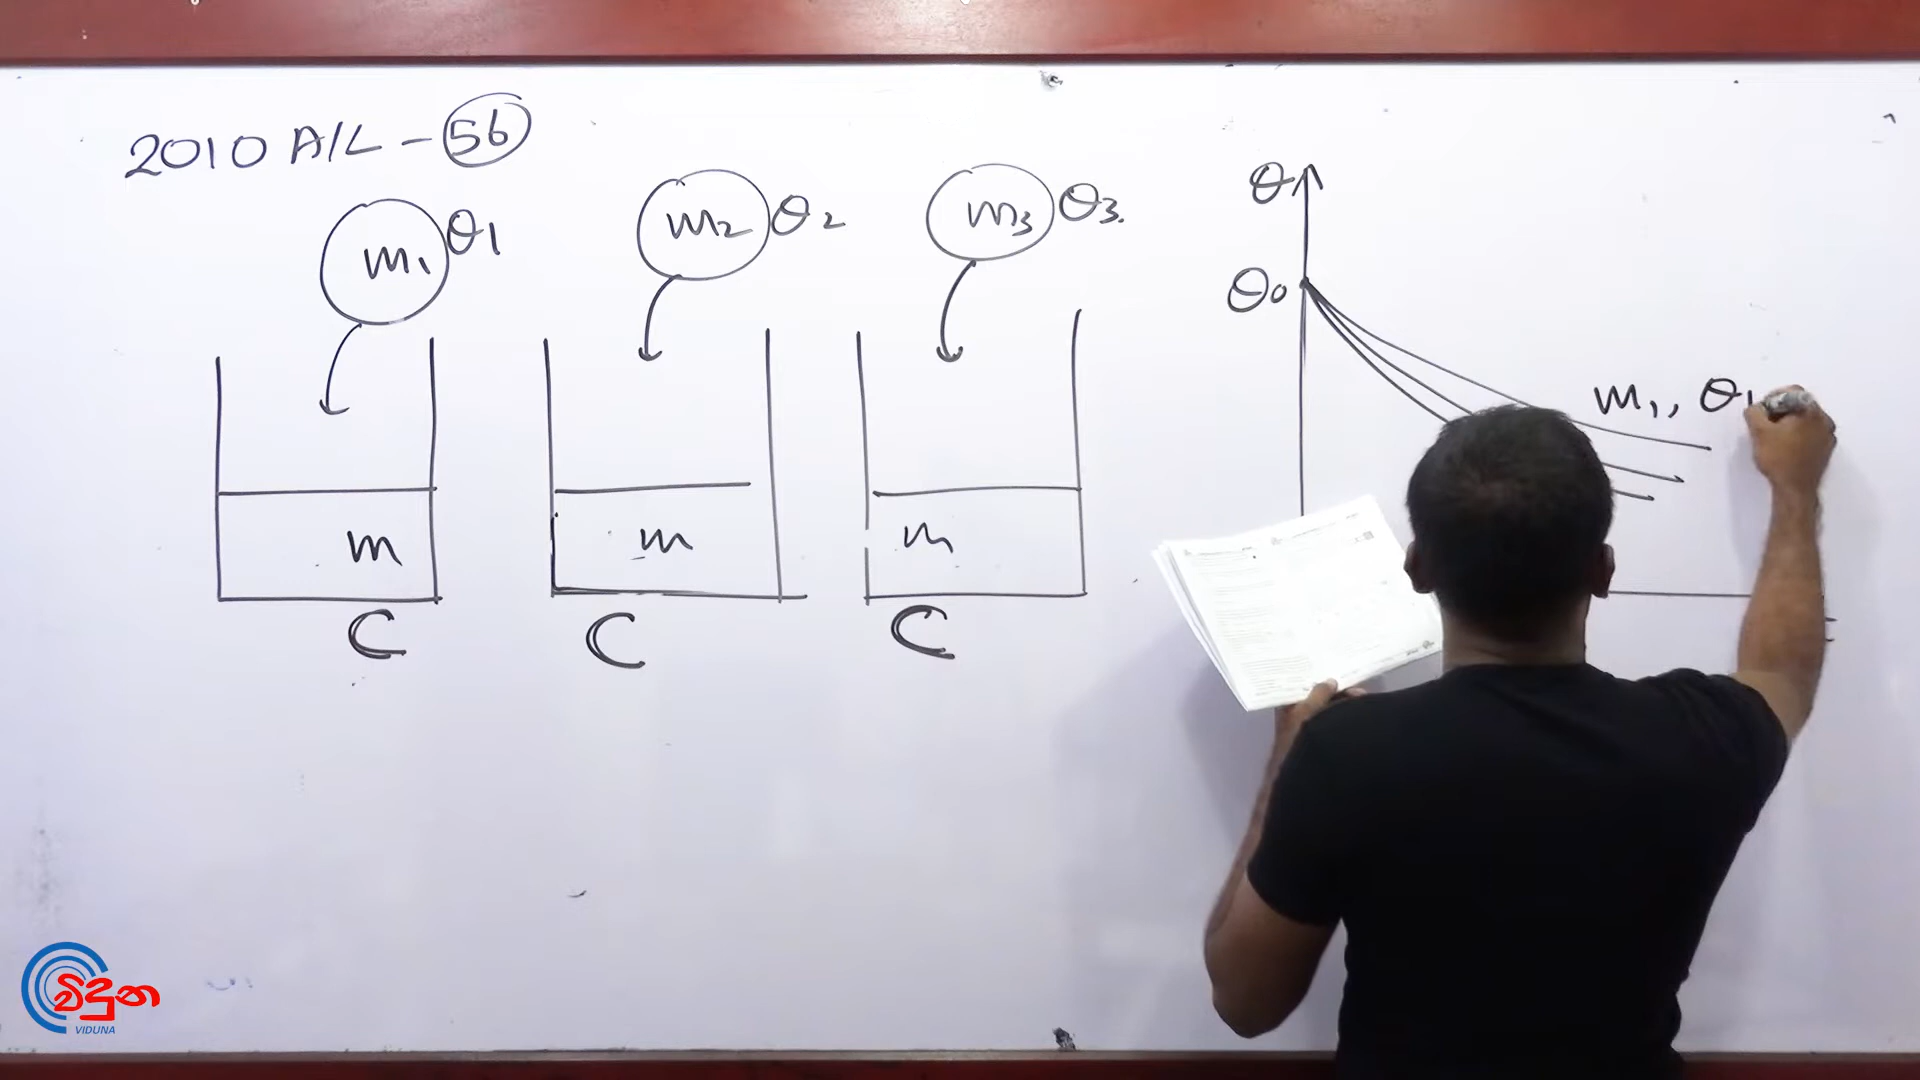 2010 A/L - 56
m1 θ1
m2 θ2
m3 θ3.
m
m
m
C
C
C
θ
θ0
m1, θ1
විදුන
VIDUNA